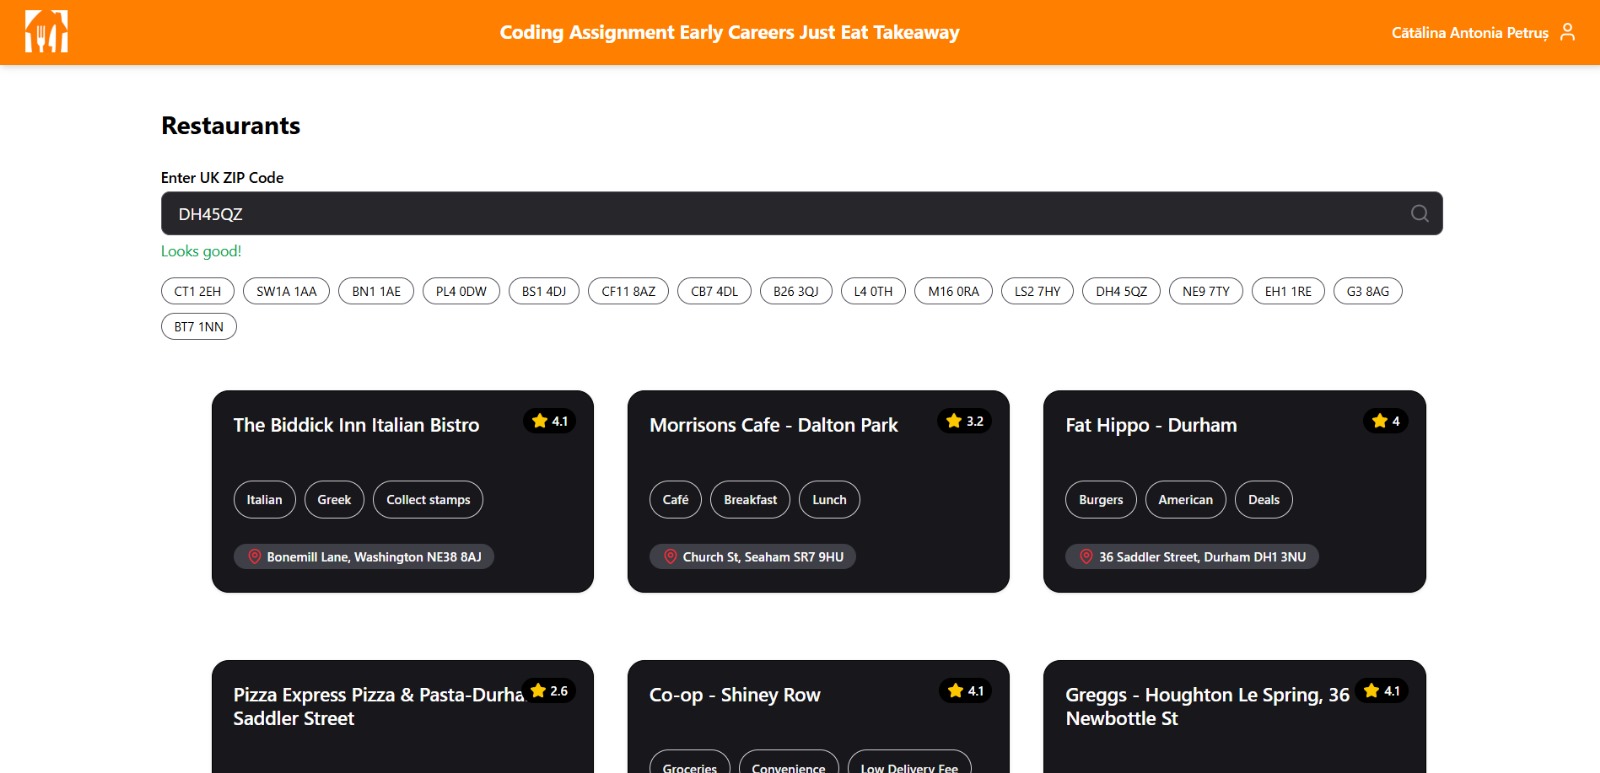 Coding Assignment Early Careers Just Eat Takeaway
Cătălina Antonia Petruș
Restaurants
Enter UK ZIP Code
DH45QZ
Looks good!
CT1 2EH
SW1A 1AA
BN1 1AE
PL4 0DW
BS1 4DJ
CF11 8AZ
CB7 4DL
B26 3QJ
L4 0TH
M16 0RA
LS2 7HY
DH4 5QZ
NE9 7TY
EH1 1RE
G3 8AG
BT7 1NN
The Biddick Inn Italian Bistro
4.1
Italian
Greek
Collect stamps
Bonemill Lane, Washington NE38 8AJ
Morrisons Cafe - Dalton Park
3.2
Café
Breakfast
Lunch
Church St, Seaham SR7 9HU
Fat Hippo - Durham
4
Burgers
American
Deals
36 Saddler Street, Durham DH1 3NU
Pizza Express Pizza & Pasta-Durha
Saddler Street
2.6
Co-op - Shiney Row
4.1
Groceries
Convenience
Low Delivery Fee
Greggs - Houghton Le Spring, 36
Newbottle St
4.1